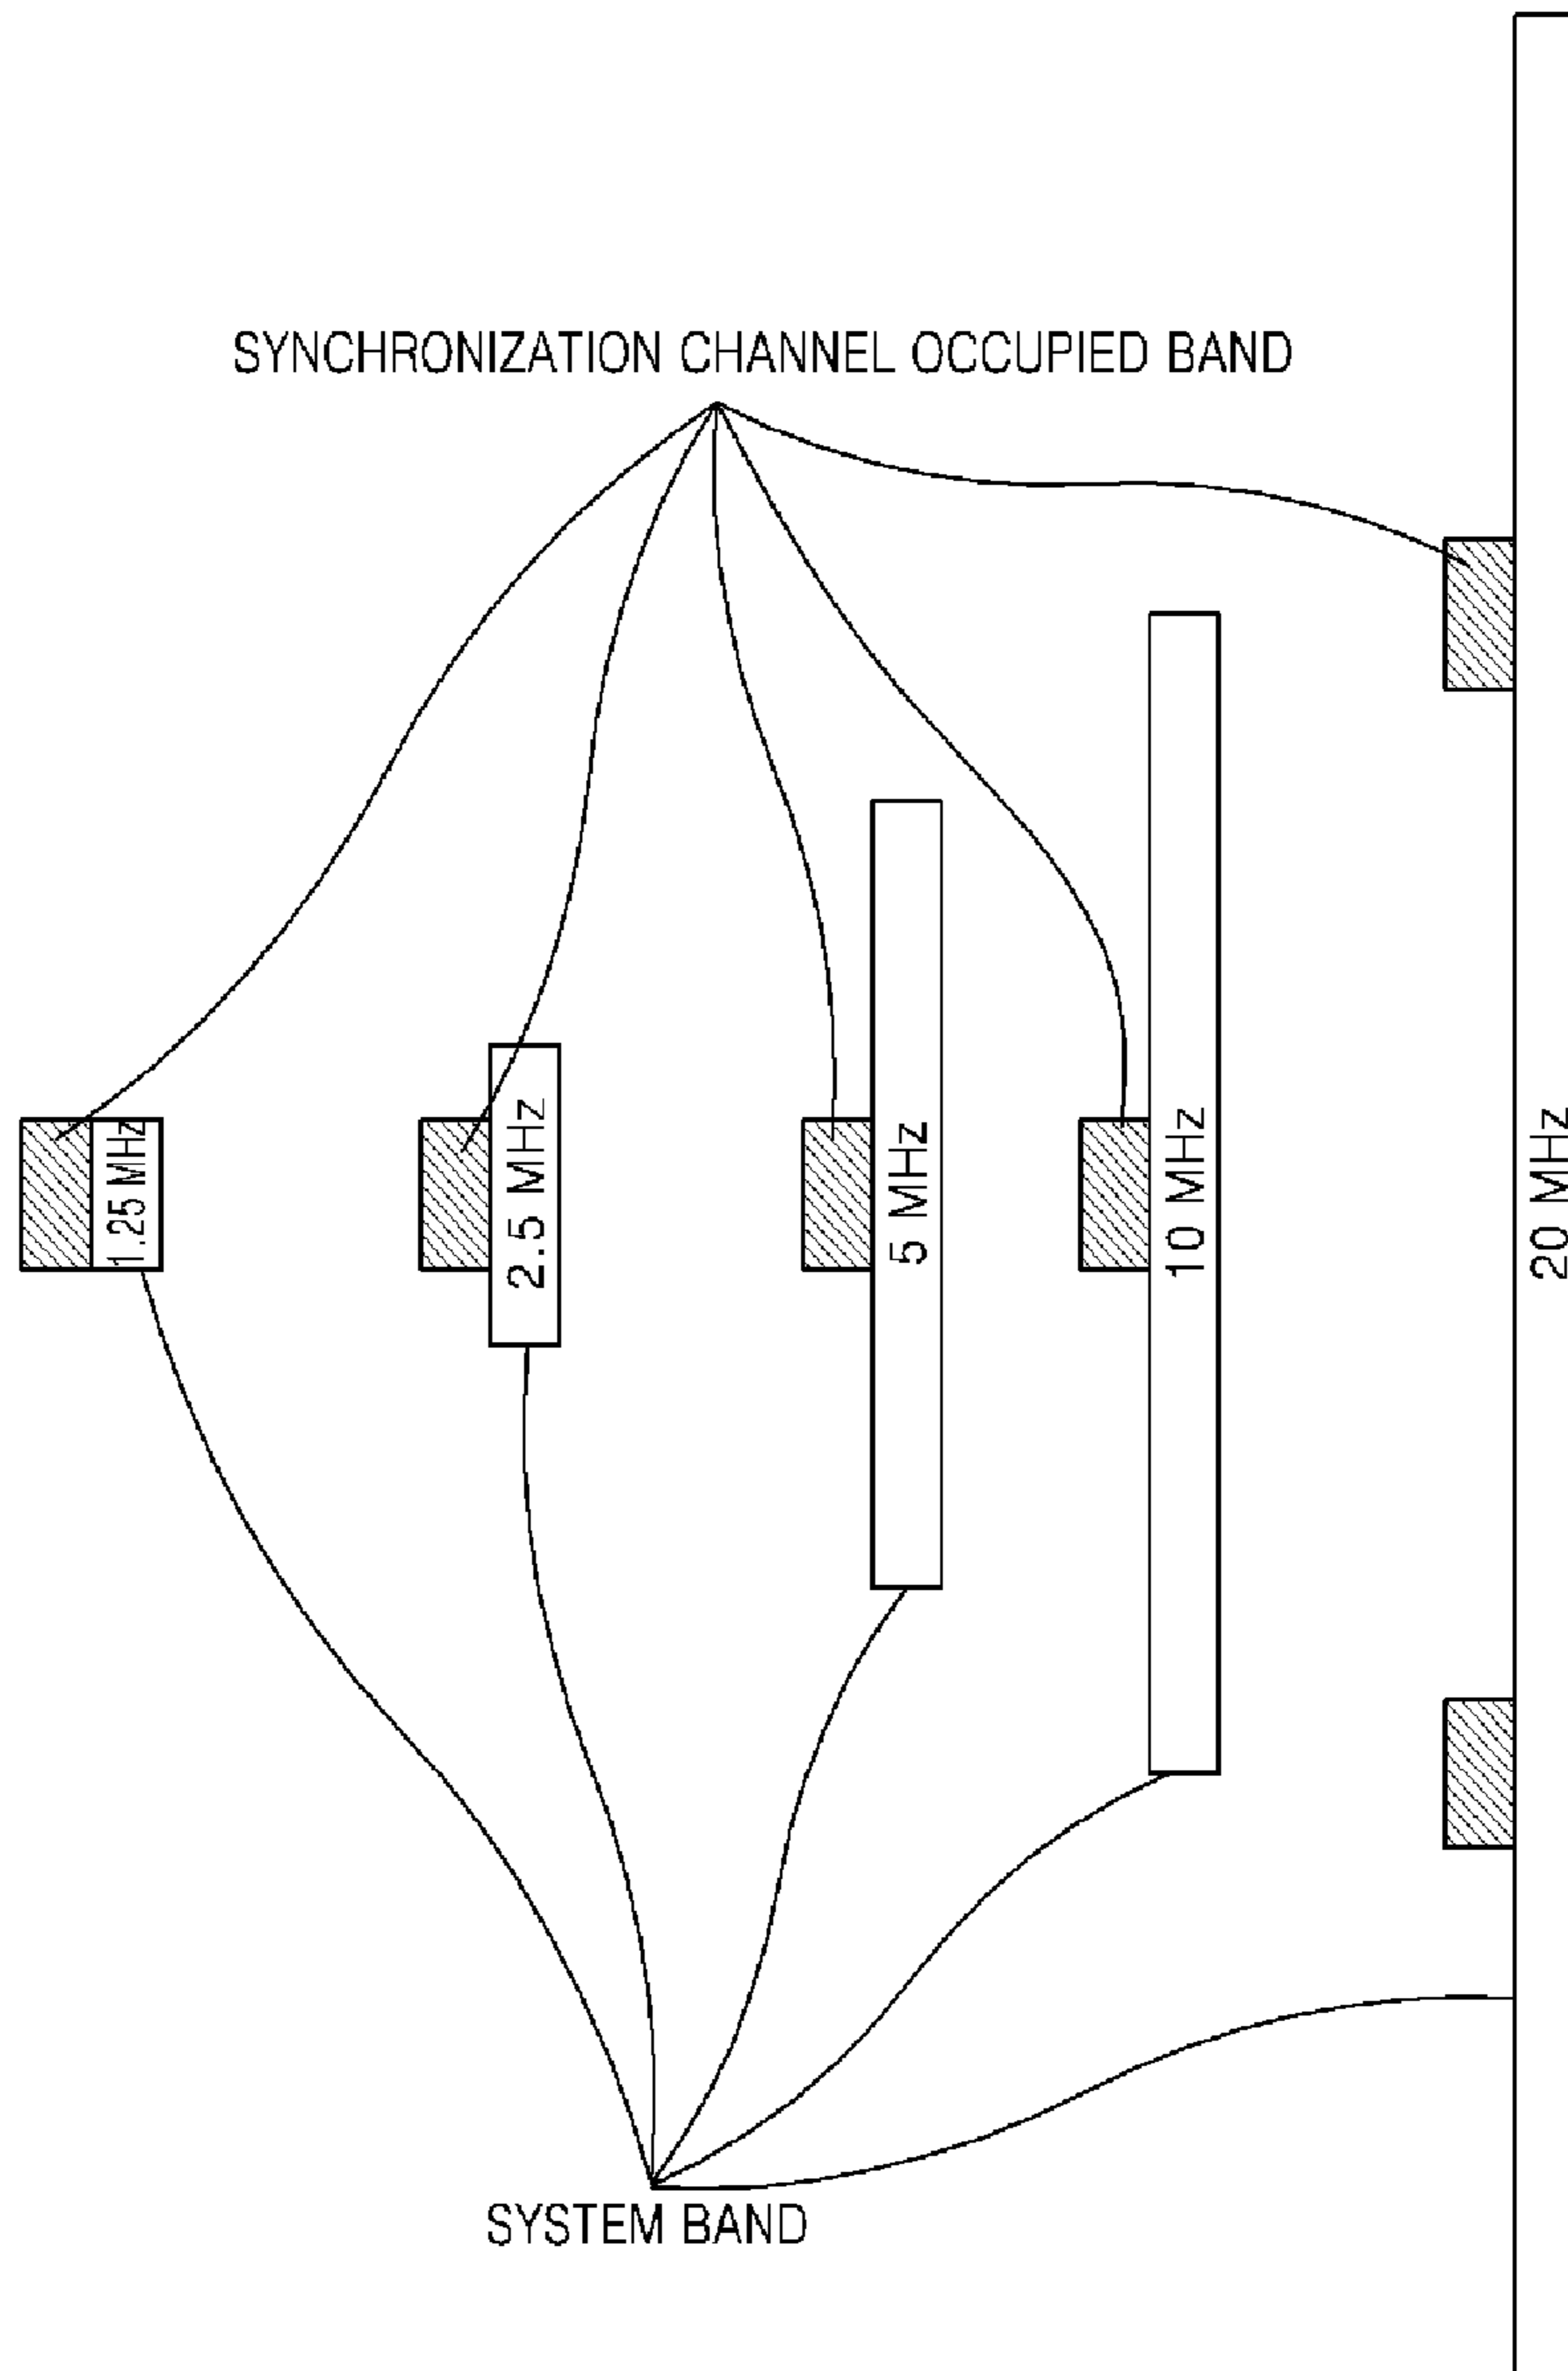 SYNCHRONIZATION CHANNEL OCCUPIED BAND
1.25 MHz
2.5 MHz
5 MHz
10 MHz
20 MHz
SYSTEM BAND